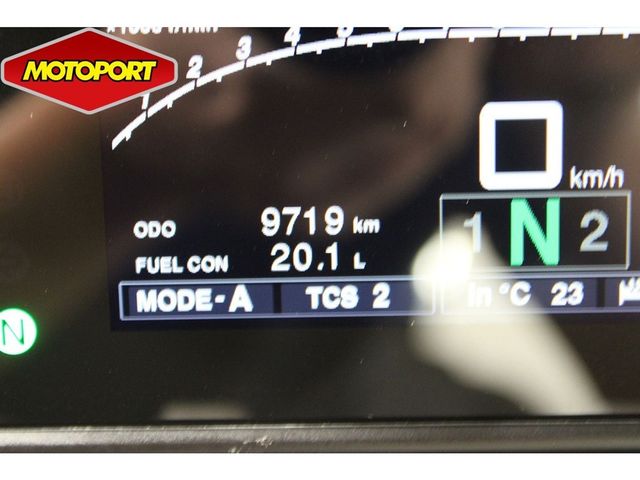 MOTOPORT
1 2 3 4 5
0 km/h
ODO 9719 km
FUEL CON 20.1 L
1 N 2
MODE-A TCS 2 In °C 23
N